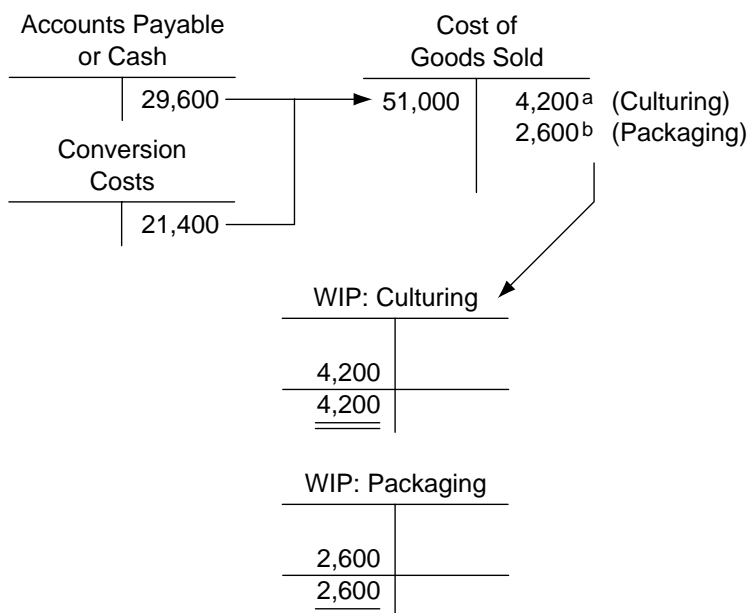 Accounts Payable
or Cash
29,600
Conversion
Costs
21,400
Cost of
Goods Sold
51,000 4,200a (Culturing)
2,600b (Packaging)
WIP: Culturing
4,200
4,200
WIP: Packaging
2,600
2,600